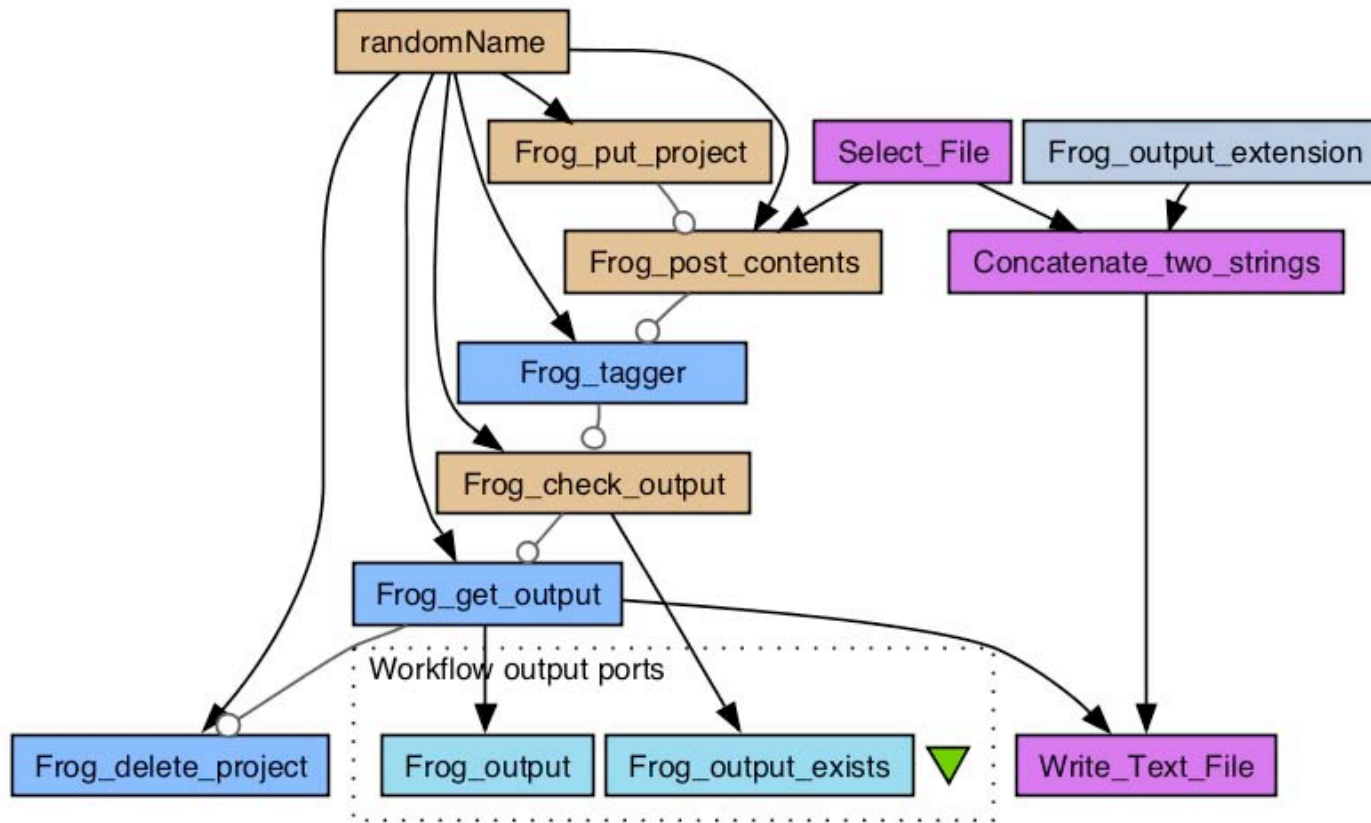 randomName
Frog_put_project
Select_File
Frog_output_extension
Frog_post_contents
Concatenate_two_strings
Frog_tagger
Frog_check_output
Frog_get_output
Workflow output ports
Frog_delete_project
Frog_output
Frog_output_exists
Write_Text_File